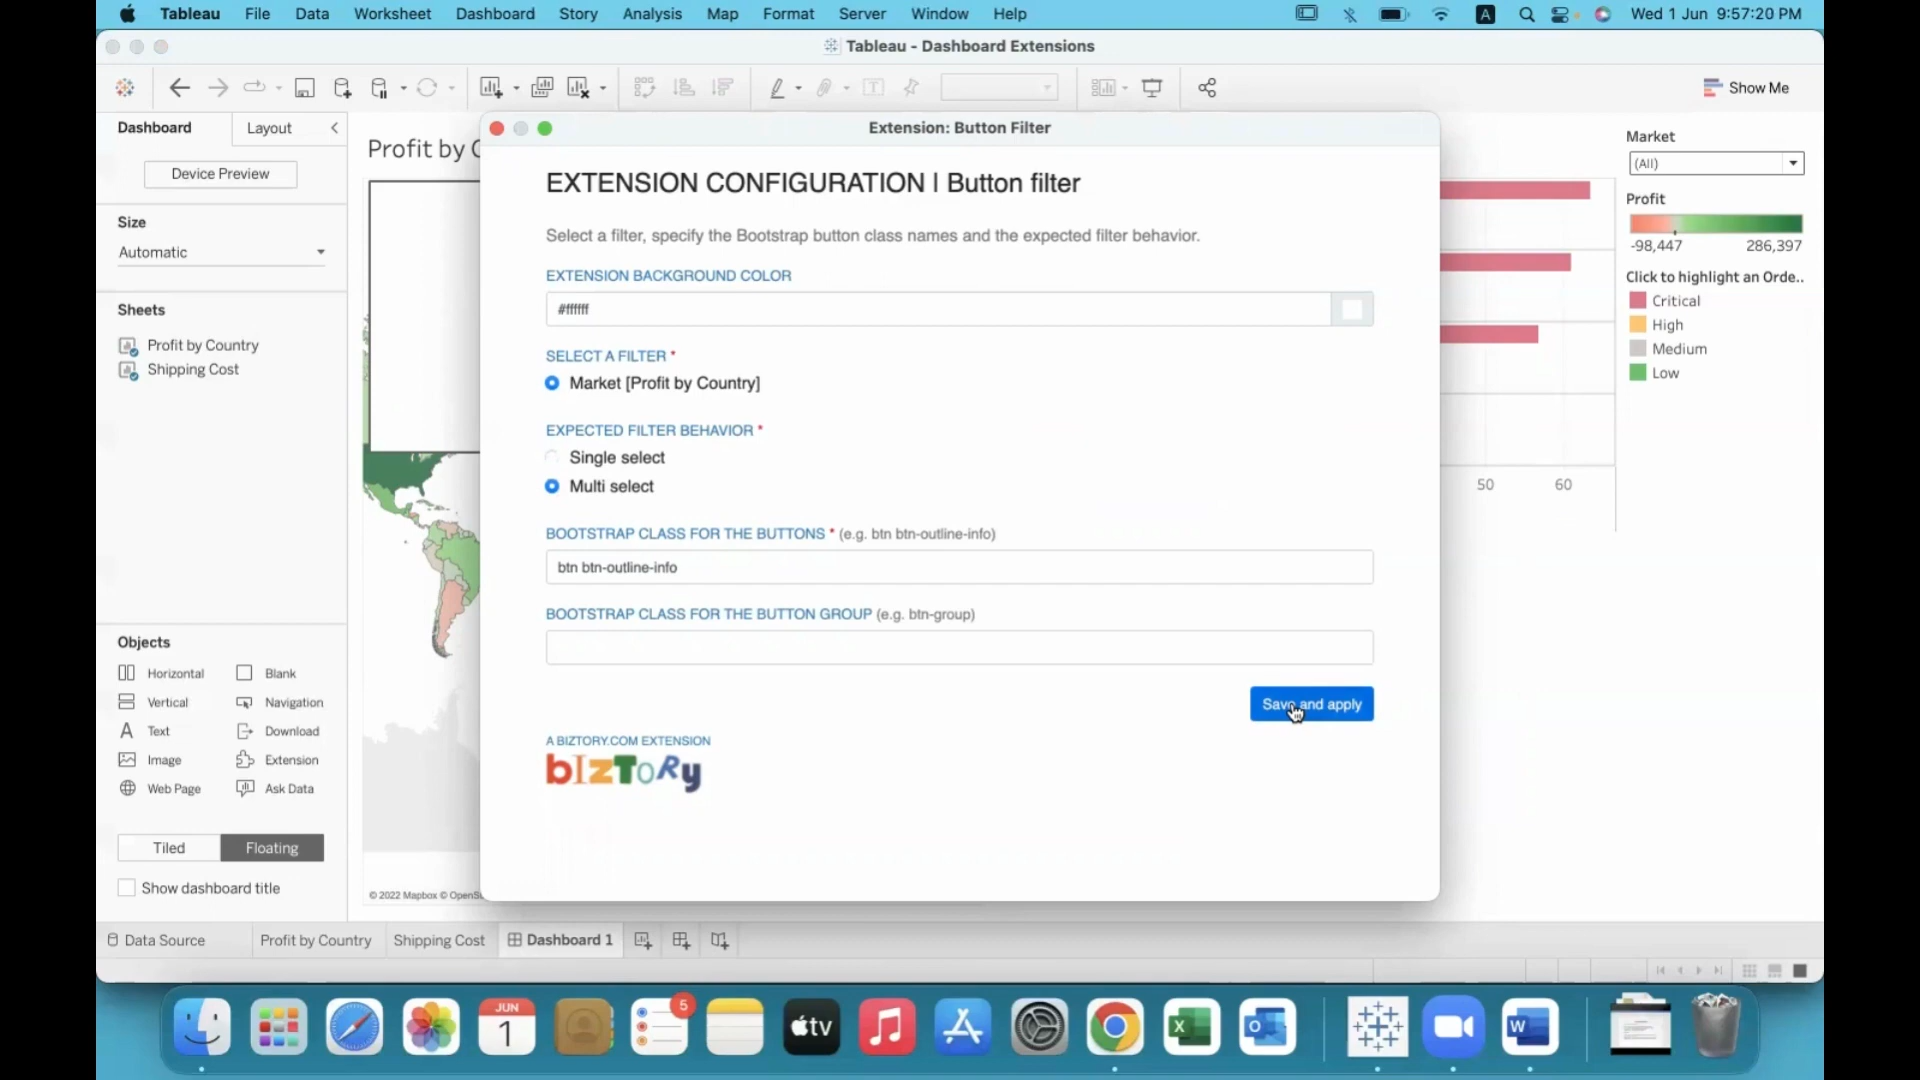 Tableau File Data Worksheet Dashboard Story Analysis Map Format Server Window Help A Wed 1 Jun 9:57:20 PM
Tableau - Dashboard Extensions
Show Me
Dashboard Layout
Device Preview
Size
Automatic
Sheets
Profit by Country
Shipping Cost
Objects
Horizontal Blank
Vertical Navigation
Text Download
Image Extension
Web Page Ask Data
Tiled Floating
Show dashboard title
Profit by C
© 2022 Mapbox © OpenSt
Extension: Button Filter
EXTENSION CONFIGURATION | Button filter
Select a filter, specify the Bootstrap button class names and the expected filter behavior.
EXTENSION BACKGROUND COLOR
#ffffff
SELECT A FILTER *
Market [Profit by Country]
EXPECTED FILTER BEHAVIOR *
Single select
Multi select
BOOTSTRAP CLASS FOR THE BUTTONS * (e.g. btn btn-outline-info)
btn btn-outline-info
BOOTSTRAP CLASS FOR THE BUTTON GROUP (e.g. btn-group)
Save and apply
A BIZTORY.COM EXTENSION
bIzToRy
50 60
Market
(All)
Profit
-98,447 286,397
Click to highlight an Orde..
Critical
High
Medium
Low
Data Source Profit by Country Shipping Cost Dashboard 1
JUN
1
5
tv
X
O
W